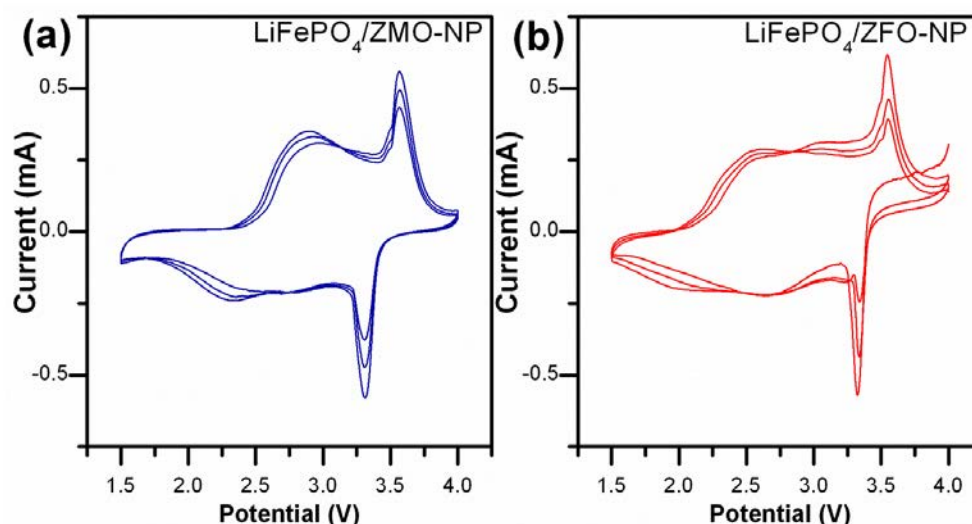 (a) LiFePO₄/ZMO-NP
0.5
0.0
-0.5
Current (mA)
1.5 2.0 2.5 3.0 3.5 4.0
Potential (V)
(b) LiFePO₄/ZFO-NP
0.5
0.0
-0.5
Current (mA)
1.5 2.0 2.5 3.0 3.5 4.0
Potential (V)